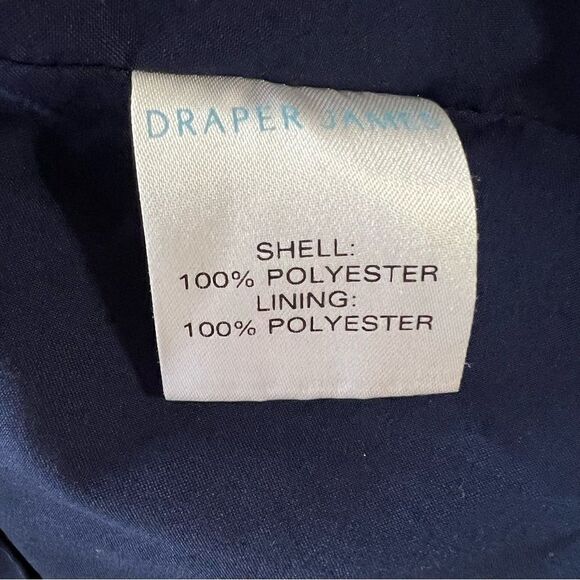 DRAPER JAMES
SHELL:
100% POLYESTER
LINING:
100% POLYESTER